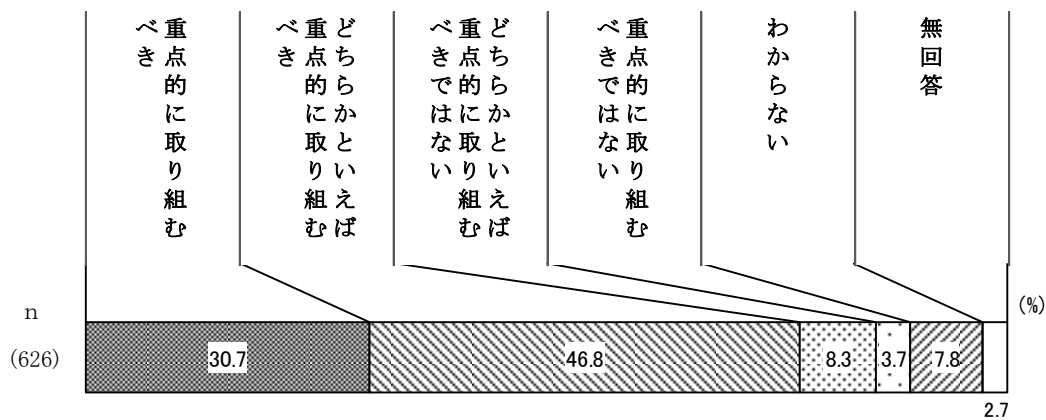 重点的に取り組む
べき
どちらかといえば
重点的に取り組む
べき
どちらかといえば
重点的に取り組む
べきではない
重点的に取り組む
べきではない
わからない
無回答
(%)
n
(626)
30.7
46.8
8.3
3.7
7.8
2.7